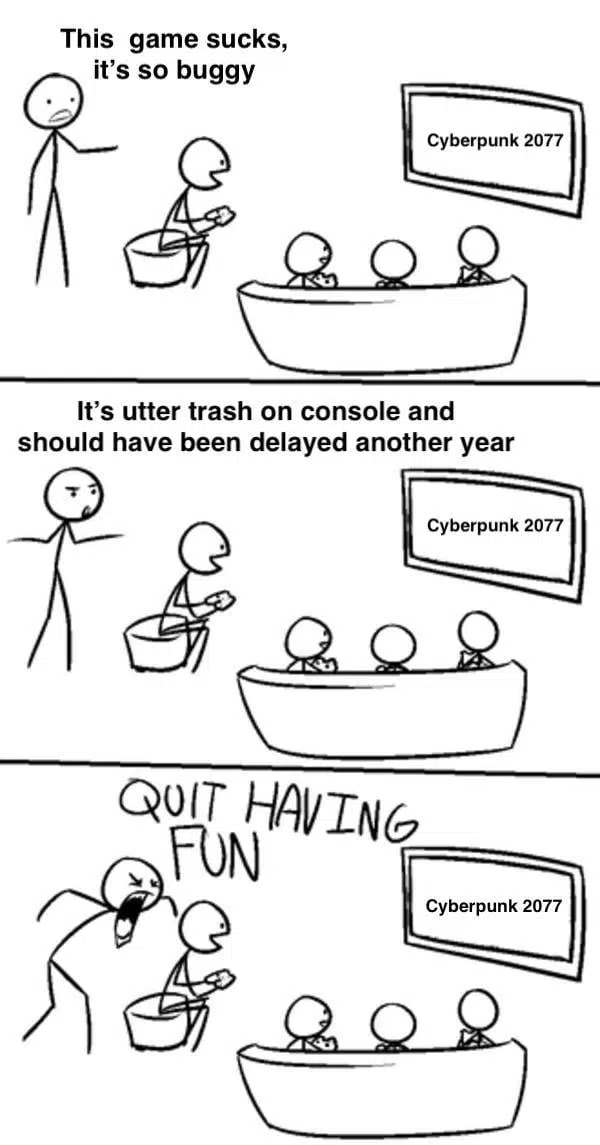 This  game sucks,
it's so buggy
Cyberpunk 2077
It's utter trash on console and
should have been delayed another year
Cyberpunk 2077
QUIT HAVING
FUN
Cyberpunk 2077